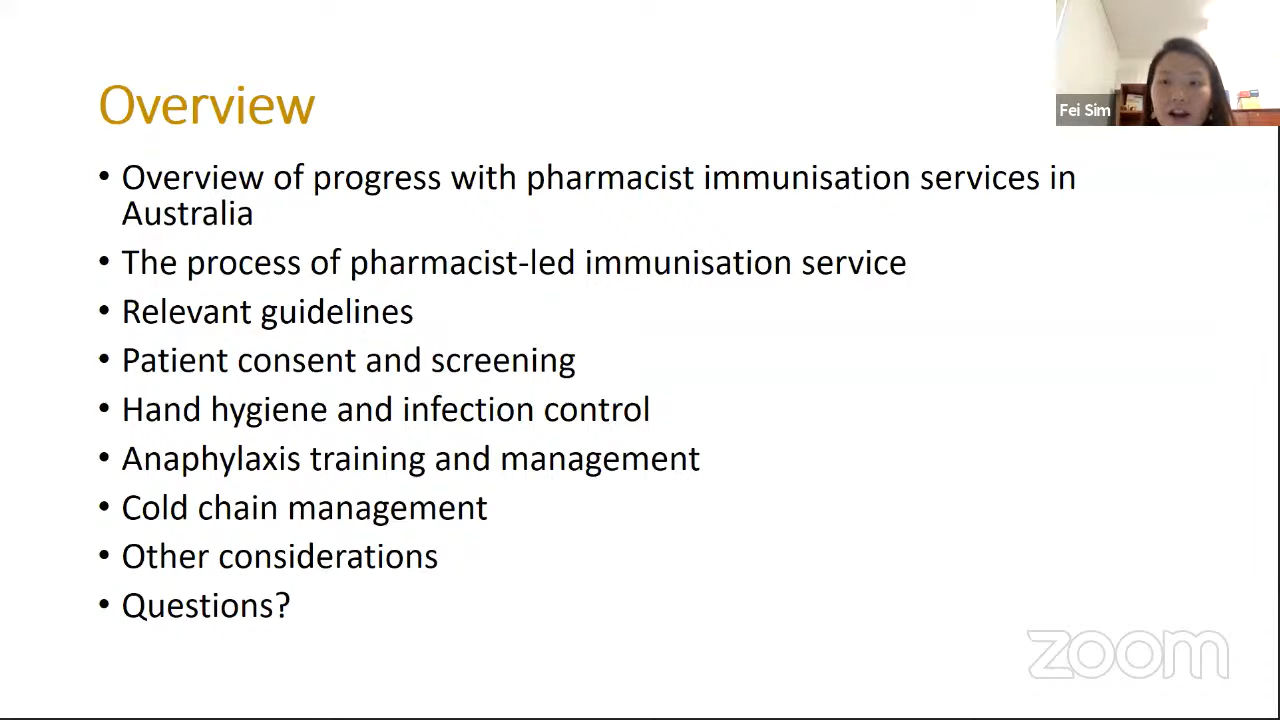 Overview
Fei Sim
• Overview of progress with pharmacist immunisation services in
Australia
• The process of pharmacist-led immunisation service
• Relevant guidelines
• Patient consent and screening
• Hand hygiene and infection control
• Anaphylaxis training and management
• Cold chain management
• Other considerations
• Questions?
zoom